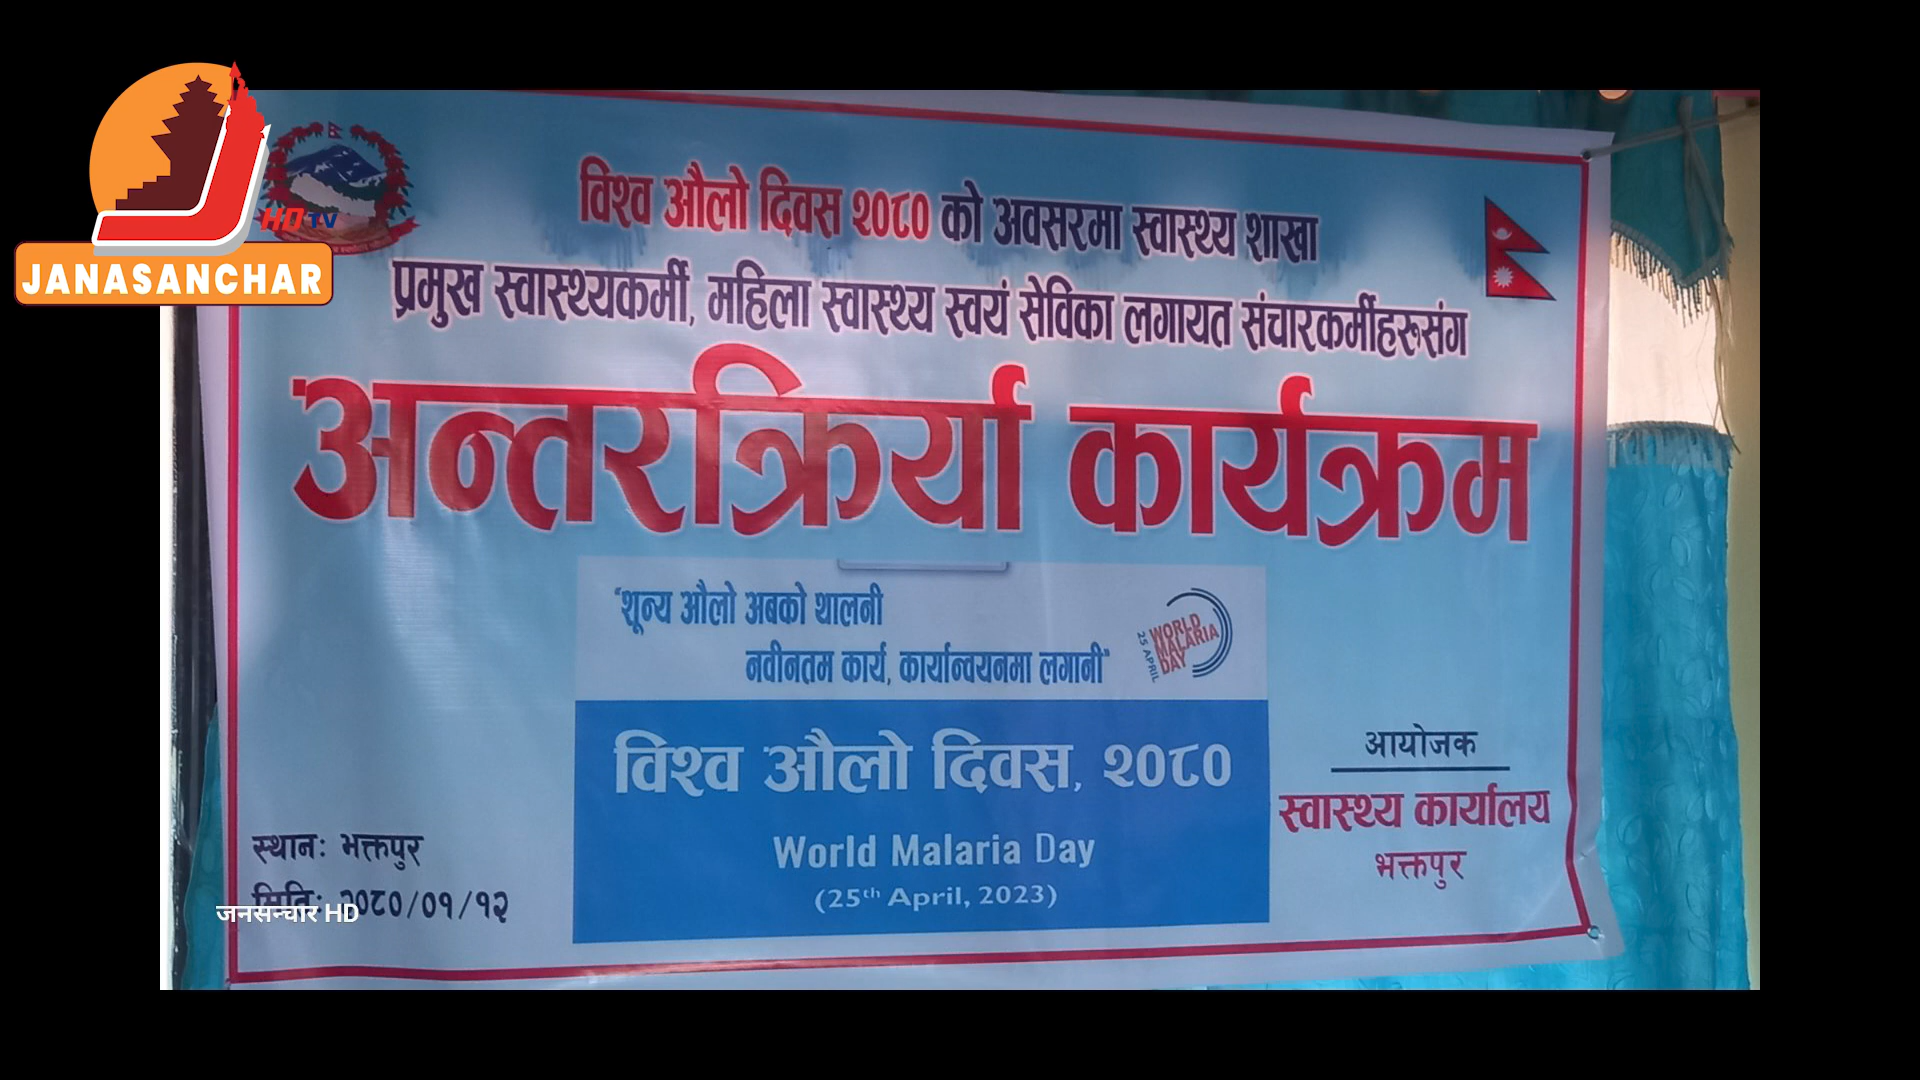 HD TV
JANASANCHAR
विश्व औलो दिवस २०८० को अवसरमा स्वास्थ्य शाखा
प्रमुख स्वास्थ्यकर्मी, महिला स्वास्थ्य स्वयं सेविका लगायत संचारकर्मीहरूसंग
अन्तरक्रिर्या कार्यक्रम
"शून्य औलो अबको थालनी
नवीनतम कार्य, कार्यान्वयनमा लगानी"
WORLD
MALARIA
DAY
25 APRIL
विश्व औलो दिवस, २०८०
World Malaria Day
(25th April, 2023)
आयोजक
स्वास्थ्य कार्यालय
भक्तपुर
स्थानः भक्तपुर
मितिः २०८०/०१/१२
जनसन्चार HD